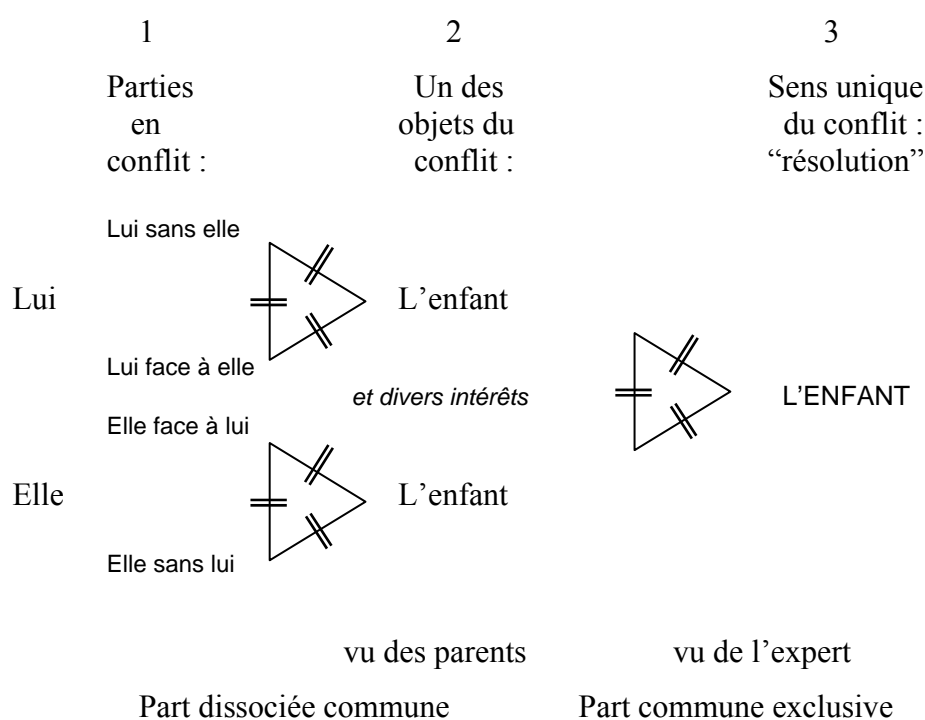 1 2 3
Parties Un des Sens unique
en objets du du conflit :
conflit : conflit : “résolution”
Lui sans elle
Lui L’enfant
Lui face à elle
et divers intérêts L’ENFANT
Elle face à lui
Elle L’enfant
Elle sans lui
vu des parents vu de l’expert
Part dissociée commune Part commune exclusive